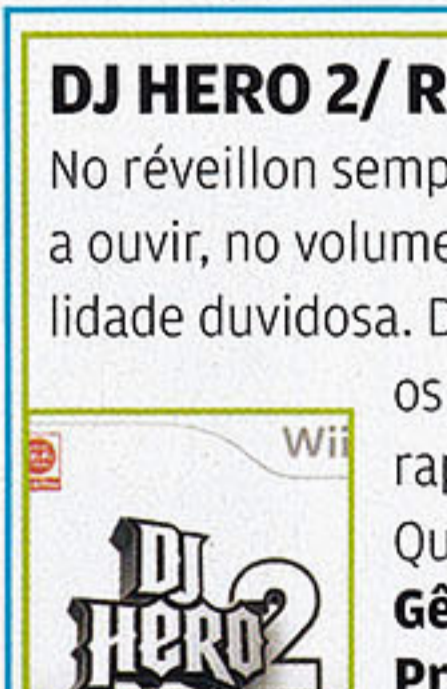 DJ HERO 2/ R
No réveillon semp
a ouvir, no volume
lidade duvidosa. D
os
rap
Qu
Gê
Pr
Wii
DJ
HERO 2